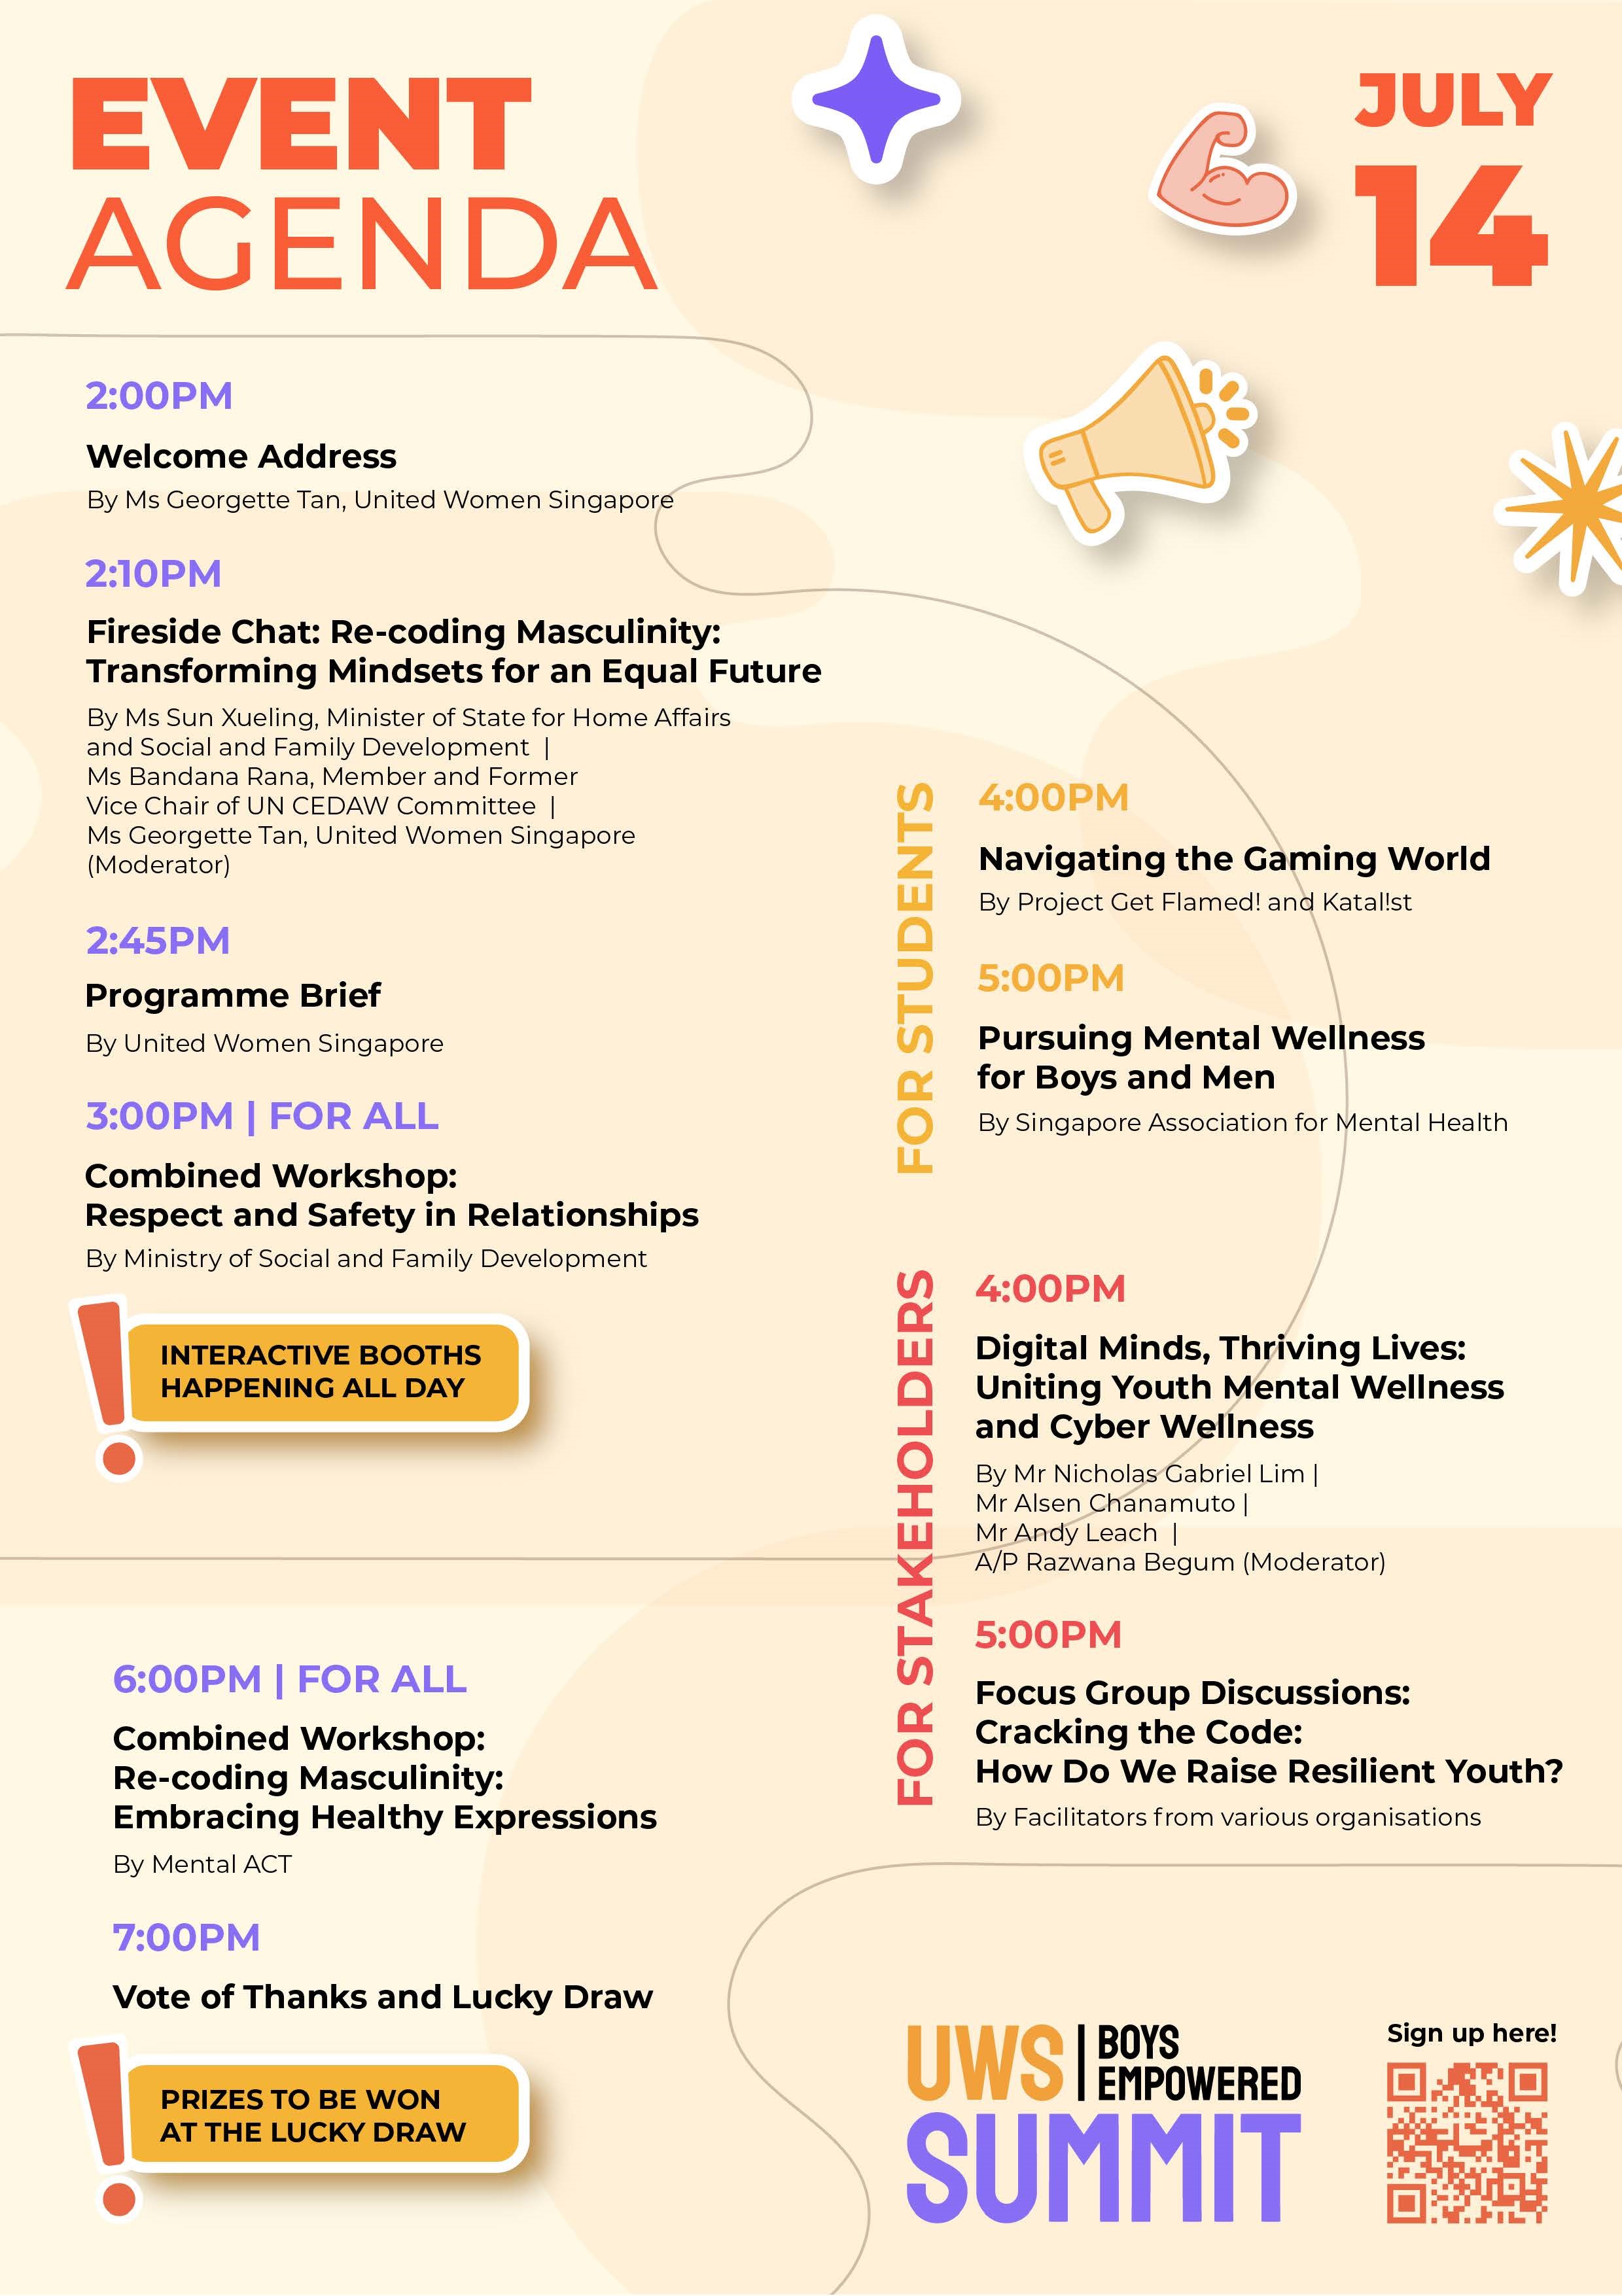 EVENT
AGENDA
JULY
14
2:00PM
Welcome Address
By Ms Georgette Tan, United Women Singapore
2:10PM
Fireside Chat: Re-coding Masculinity:
Transforming Mindsets for an Equal Future
By Ms Sun Xueling, Minister of State for Home Affairs
and Social and Family Development |
Ms Bandana Rana, Member and Former
Vice Chair of UN CEDAW Committee |
Ms Georgette Tan, United Women Singapore
(Moderator)
2:45PM
Programme Brief
By United Women Singapore
3:00PM | FOR ALL
Combined Workshop:
Respect and Safety in Relationships
By Ministry of Social and Family Development
INTERACTIVE BOOTHS
HAPPENING ALL DAY
FOR STUDENTS
4:00PM
Navigating the Gaming World
By Project Get Flamed! and Katal!st
5:00PM
Pursuing Mental Wellness
for Boys and Men
By Singapore Association for Mental Health
FOR STAKEHOLDERS
4:00PM
Digital Minds, Thriving Lives:
Uniting Youth Mental Wellness
and Cyber Wellness
By Mr Nicholas Gabriel Lim |
Mr Alsen Chanamuto |
Mr Andy Leach |
A/P Razwana Begum (Moderator)
5:00PM
Focus Group Discussions:
Cracking the Code:
How Do We Raise Resilient Youth?
By Facilitators from various organisations
6:00PM | FOR ALL
Combined Workshop:
Re-coding Masculinity:
Embracing Healthy Expressions
By Mental ACT
7:00PM
Vote of Thanks and Lucky Draw
PRIZES TO BE WON
AT THE LUCKY DRAW
UWS | BOYS
EMPOWERED
SUMMIT
Sign up here!